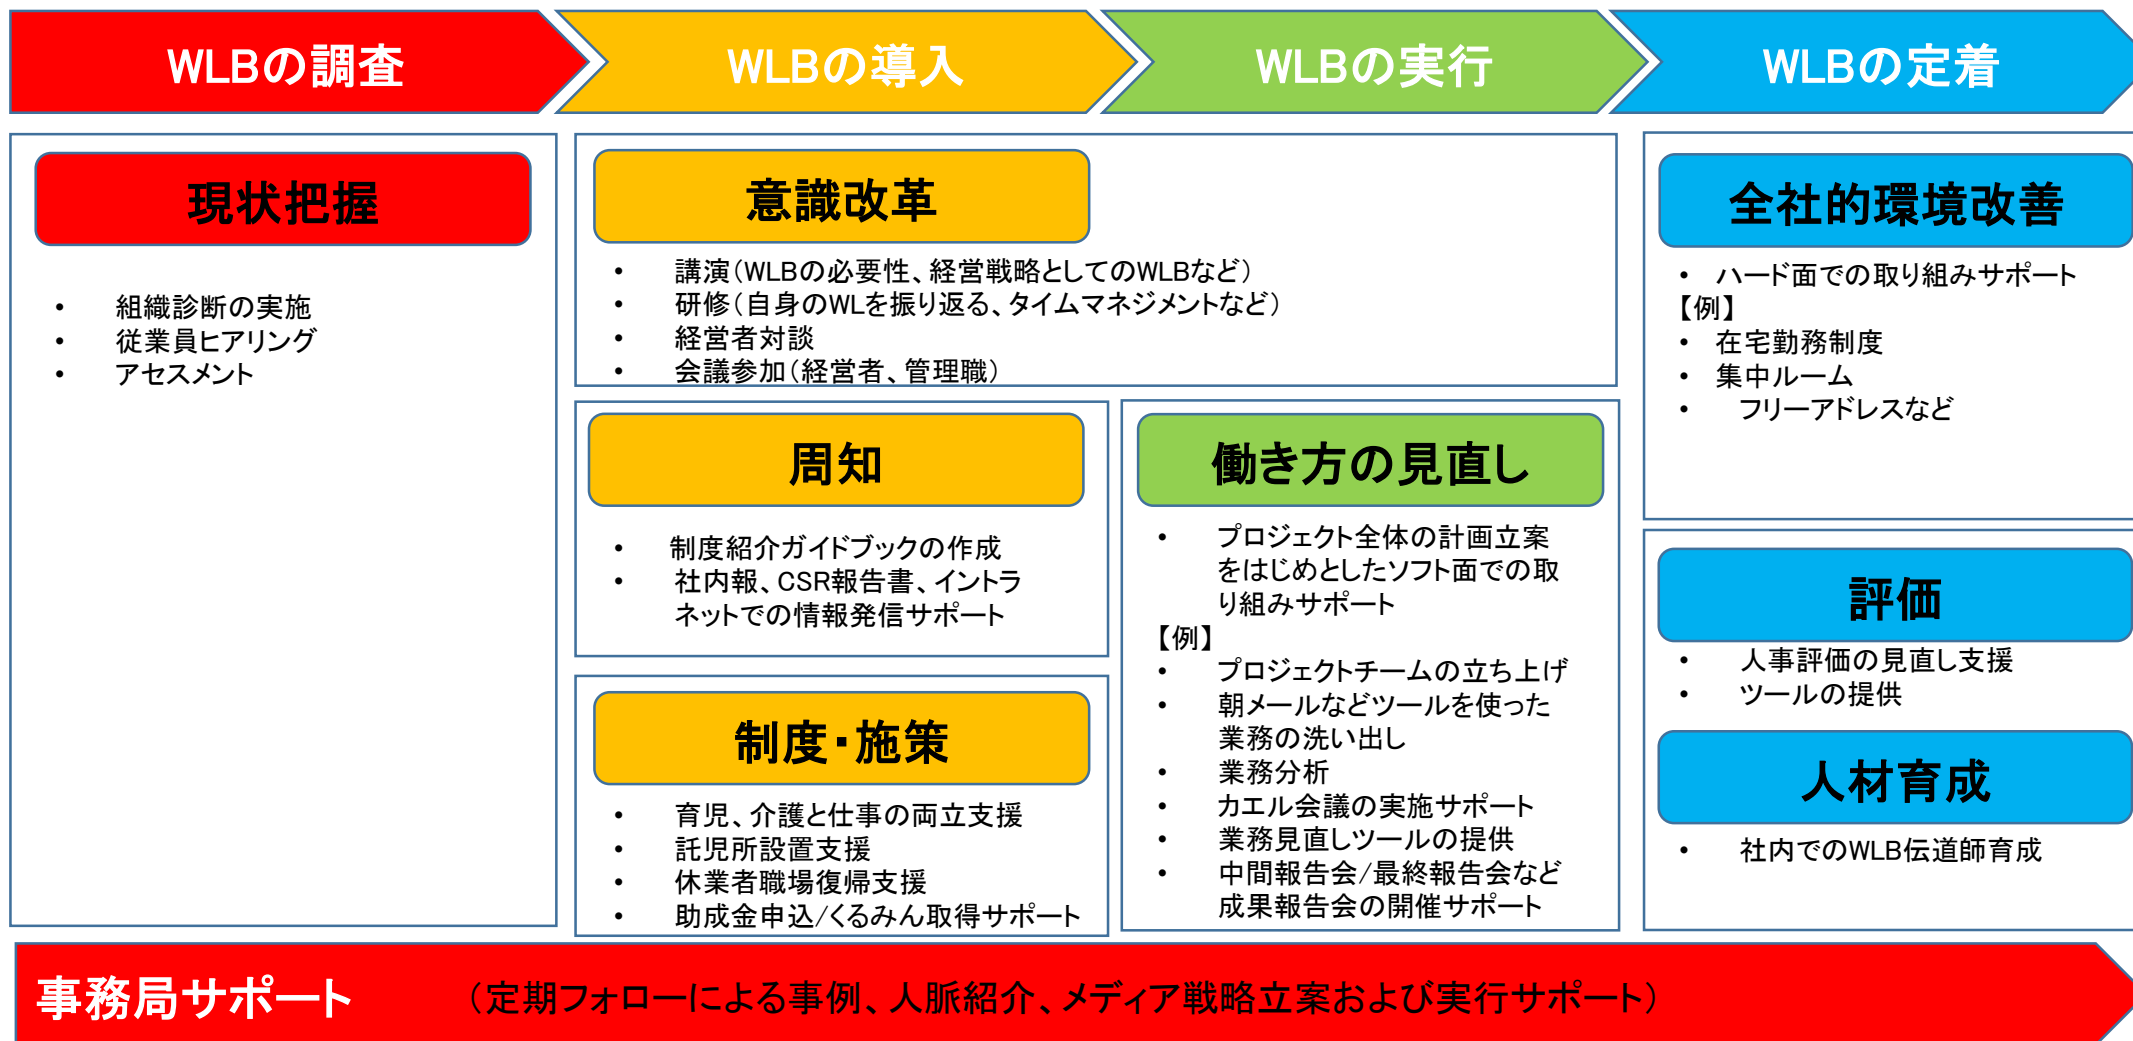 WLBの調査
WLBの導入
WLBの実行
WLBの定着
現状把握
• 組織診断の実施
• 従業員ヒアリング
• アセスメント
意識改革
• 講演（WLBの必要性、経営戦略としてのWLBなど）
• 研修（自身のWLを振り返る、タイムマネジメントなど）
• 経営者対談
• 会議参加（経営者、管理職）
周知
• 制度紹介ガイドブックの作成
• 社内報、CSR報告書、イントラ
ネットでの情報発信サポート
制度・施策
• 育児、介護と仕事の両立支援
• 託児所設置支援
• 休業者職場復帰支援
• 助成金申込/くるみん取得サポート
働き方の見直し
• プロジェクト全体の計画立案
をはじめとしたソフト面での取
り組みサポート
【例】
• プロジェクトチームの立ち上げ
• 朝メールなどツールを使った
業務の洗い出し
• 業務分析
• カエル会議の実施サポート
• 業務見直しツールの提供
• 中間報告会/最終報告会など
成果報告会の開催サポート
全社的環境改善
• ハード面での取り組みサポート
【例】
• 在宅勤務制度
• 集中ルーム
• フリーアドレスなど
評価
• 人事評価の見直し支援
• ツールの提供
人材育成
• 社内でのWLB伝道師育成
事務局サポート （定期フォローによる事例、人脈紹介、メディア戦略立案および実行サポート）